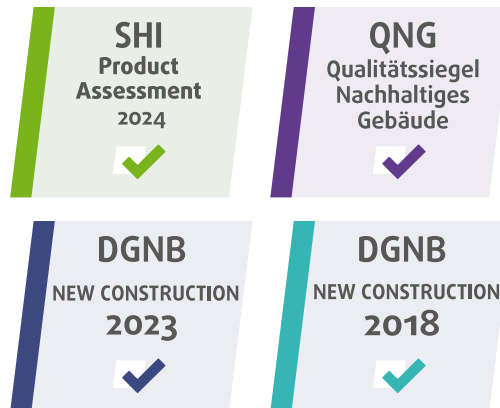 SHI
Product
Assessment
2024
QNG
Qualitätssiegel
Nachhaltiges
Gebäude
DGNB
NEW CONSTRUCTION
2023
DGNB
NEW CONSTRUCTION
2018